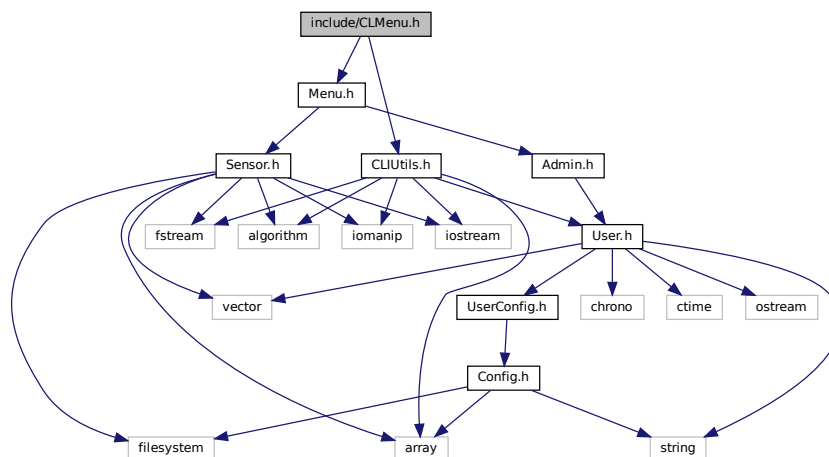 include/CLMenu.h
Menu.h
Sensor.h
CLIUtils.h
Admin.h
fstream
algorithm
iomanip
iostream
User.h
vector
UserConfig.h
chrono
ctime
ostream
Config.h
filesystem
array
string